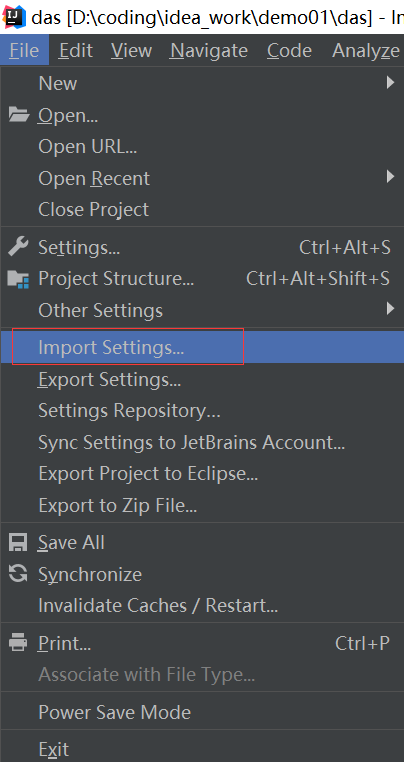 das [D:\coding\idea_work\demo01\das] - In
File Edit View Navigate Code Analyze
New
Open...
Open URL...
Open Recent
Close Project
Settings... Ctrl+Alt+S
Project Structure... Ctrl+Alt+Shift+S
Other Settings
Import Settings...
Export Settings...
Settings Repository...
Sync Settings to JetBrains Account...
Export Project to Eclipse...
Export to Zip File...
Save All
Synchronize
Invalidate Caches / Restart...
Print... Ctrl+P
Associate with File Type...
Power Save Mode
Exit